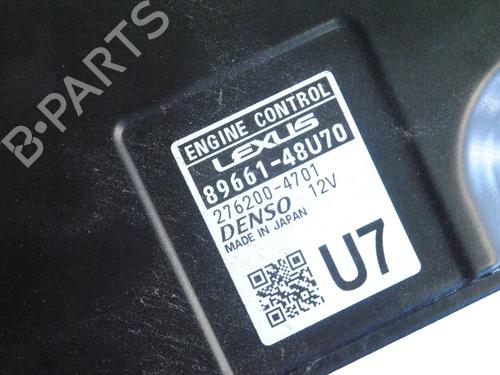 B-PARTS
ENGINE CONTROL
LEXUS
89661-48U70
276200-4701
DENSO 12V
MADE IN JAPAN
U7